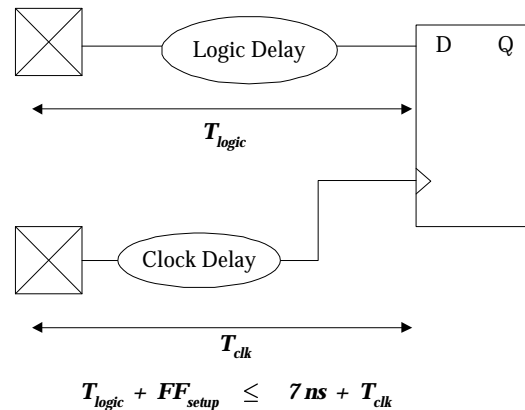 Logic Delay
D Q
T_logic
Clock Delay
T_clk
T_logic + FF_setup ≤ 7 ns + T_clk